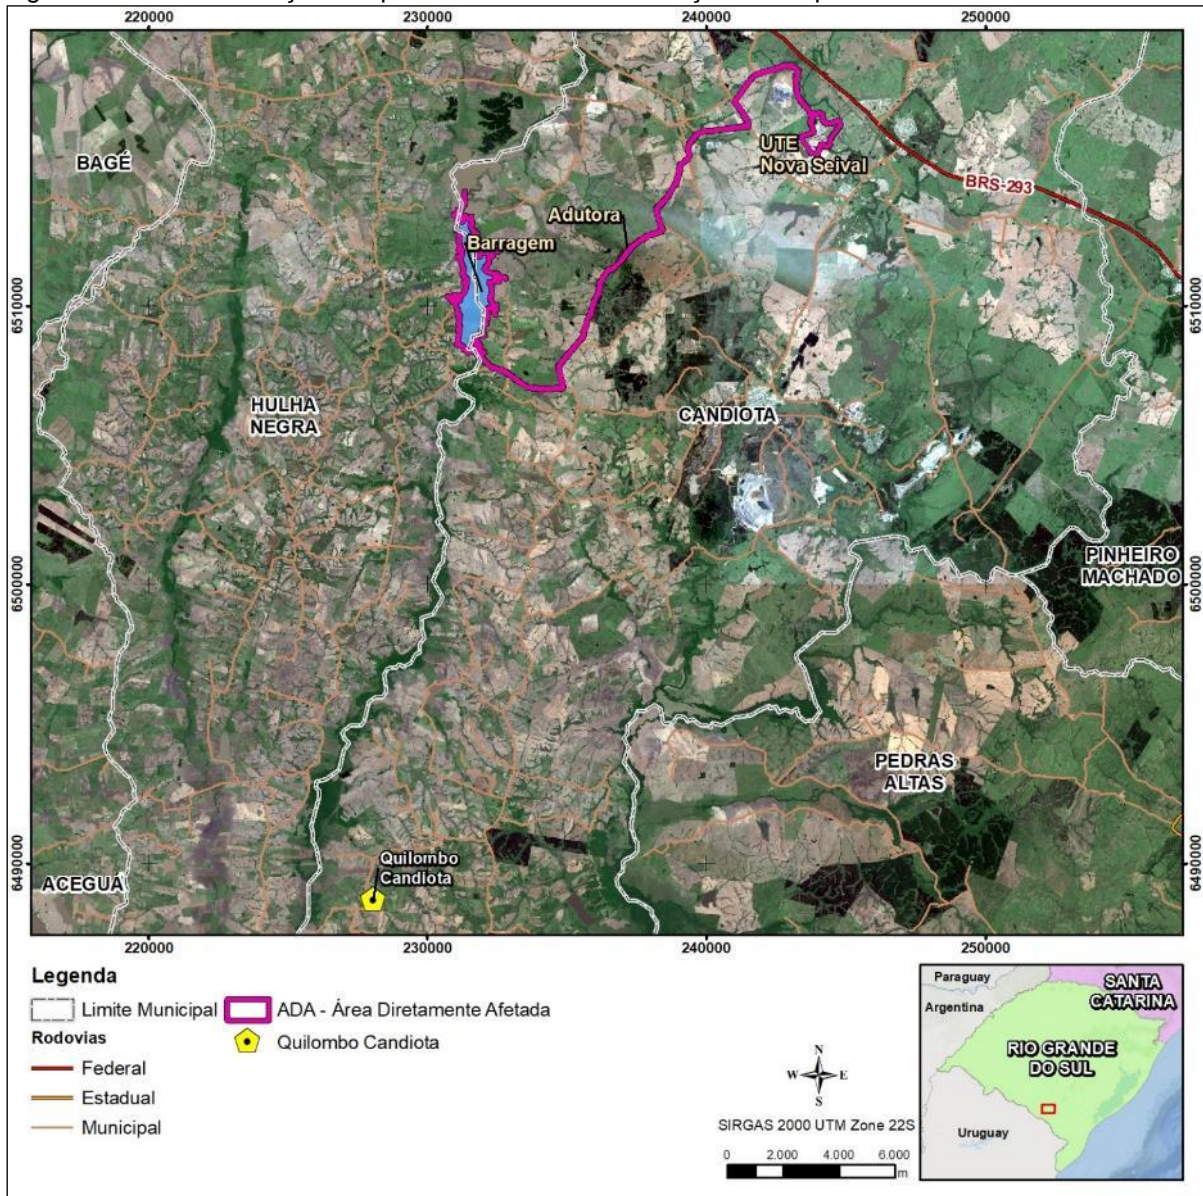 220000 230000 240000 250000
BAGÉ
UTE
Nova Seival
BRS-293
Adutora
Barragem
6510000
6510000
HULHA
NEGRA
CANDIOTA
PINHEIRO
MACHADO
6500000
6500000
PEDRAS
ALTAS
Quilombo
Candiota
6490000
6490000
ACEGUÁ
220000 230000 240000 250000
Legenda
Limite Municipal
ADA - Área Diretamente Afetada
Rodovias
Quilombo Candiota
Federal
Estadual
Municipal
N
W E
S
SIRGAS 2000 UTM Zone 22S
0 2.000 4.000 6.000
m
Paraguay
Argentina
SANTA
CATARINA
RIO GRANDE
DO SUL
Uruguay